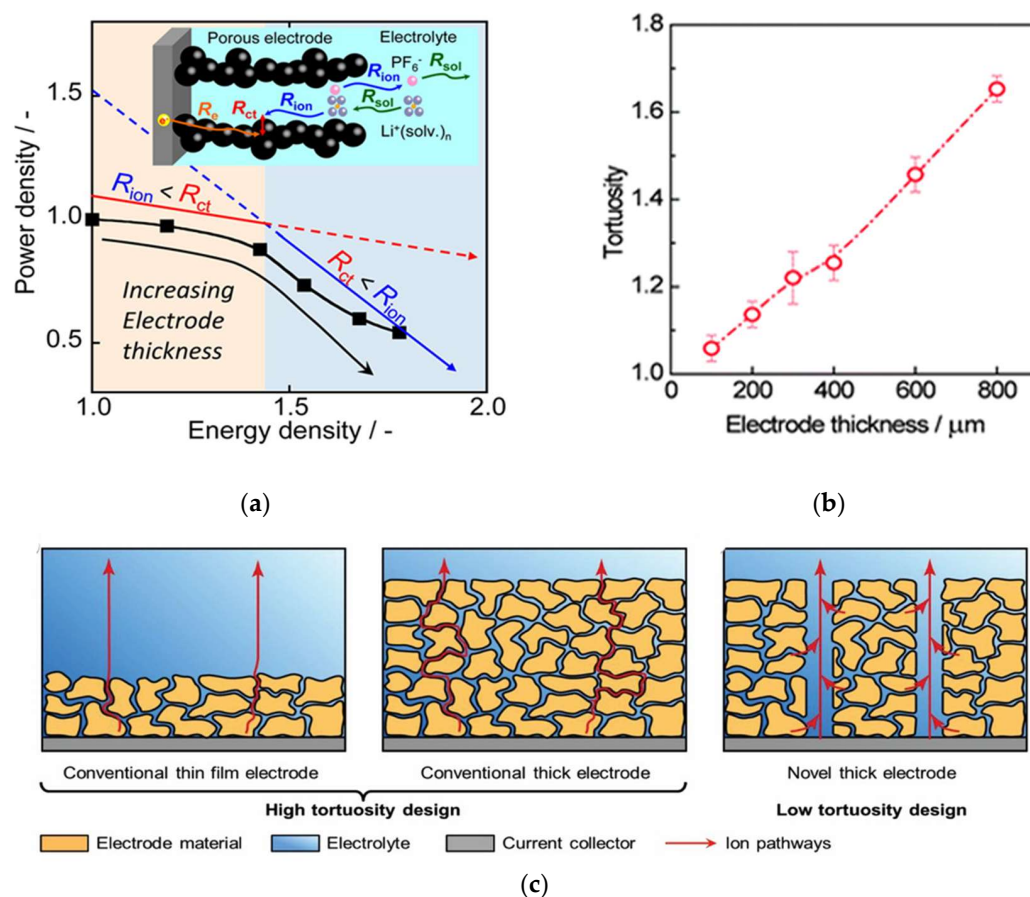 Porous electrode
Electrolyte
PF₆⁻
R_sol
R_ion
R_sol
R_ion
R_ct
R_e
e⁻
Li⁺(solv.)ₙ
R_ion < R_ct
R_ct < R_ion
Increasing
Electrode
thickness
Power density / -
1.5
1.0
0.5
1.0
1.5
2.0
Energy density / -
(a)
Tortuosity
1.8
1.6
1.4
1.2
1.0
0
200
400
600
800
Electrode thickness / μm
(b)
Conventional thin film electrode
Conventional thick electrode
Novel thick electrode
High tortuosity design
Low tortuosity design
Electrode material
Electrolyte
Current collector
Ion pathways
(c)